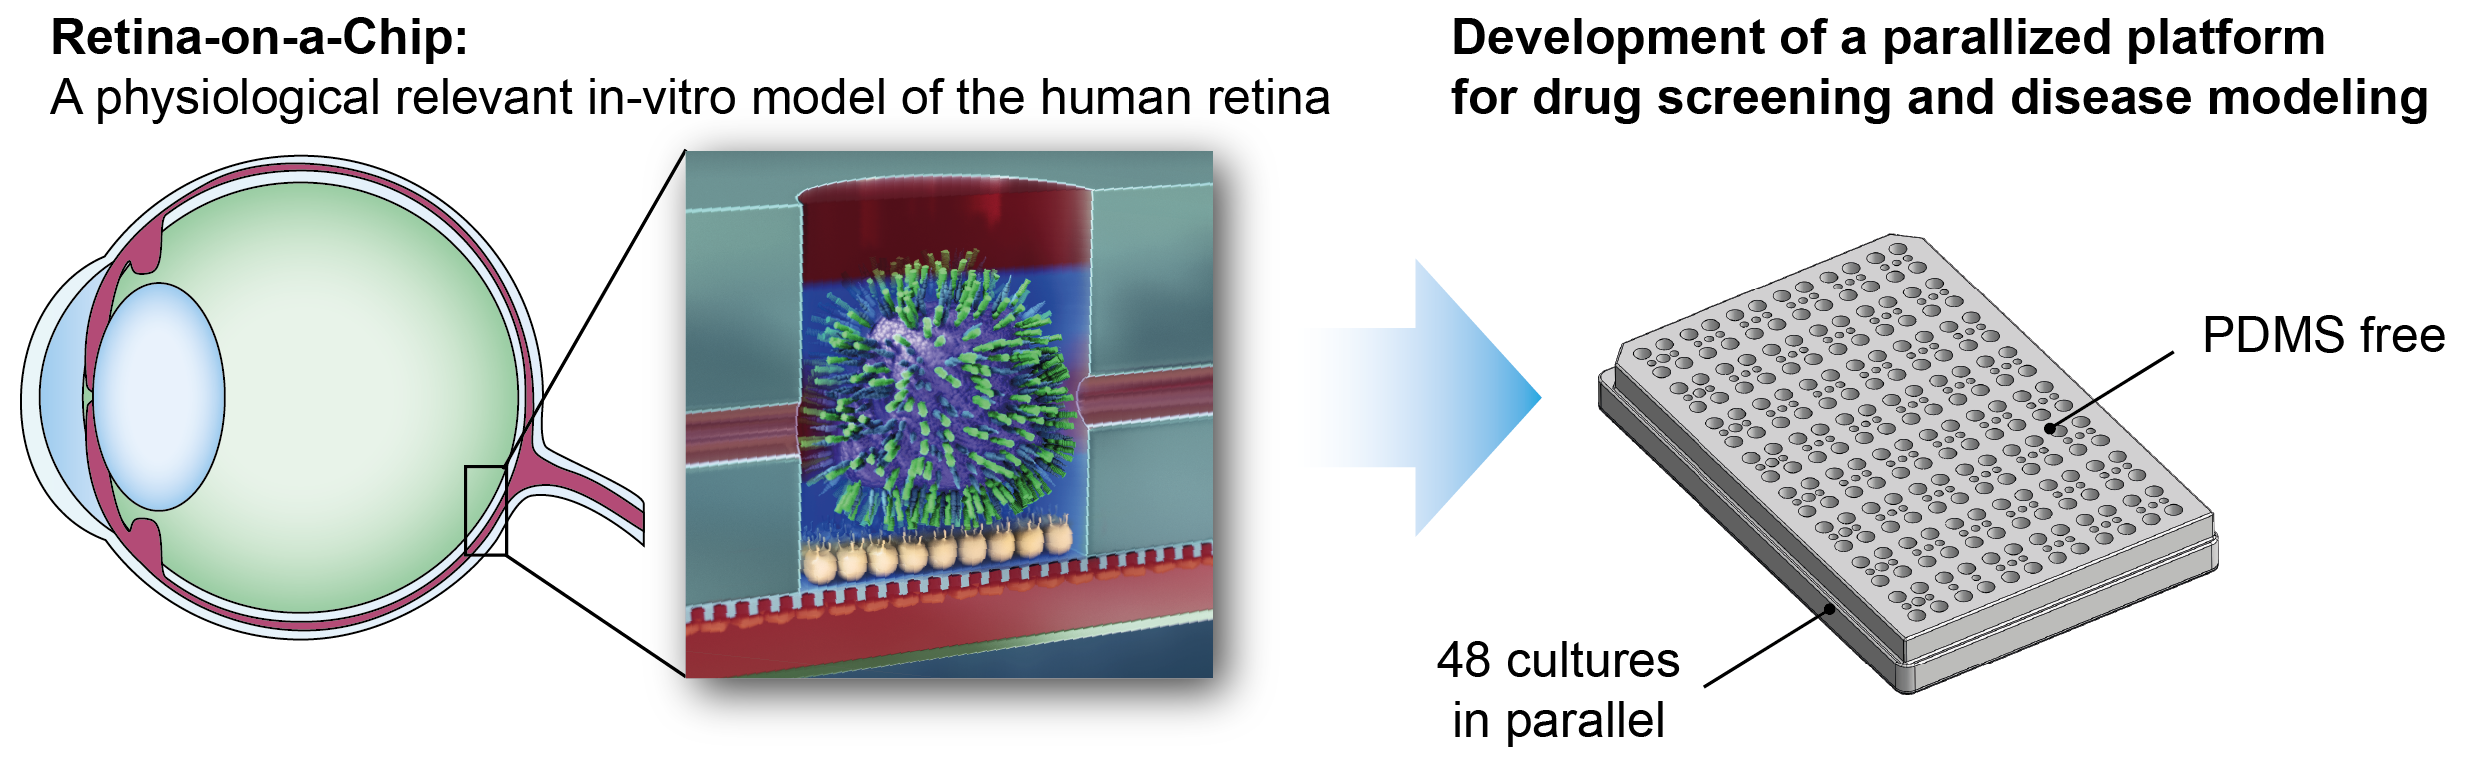 Retina-on-a-Chip:
A physiological relevant in-vitro model of the human retina
Development of a parallized platform
for drug screening and disease modeling
PDMS free
48 cultures
in parallel